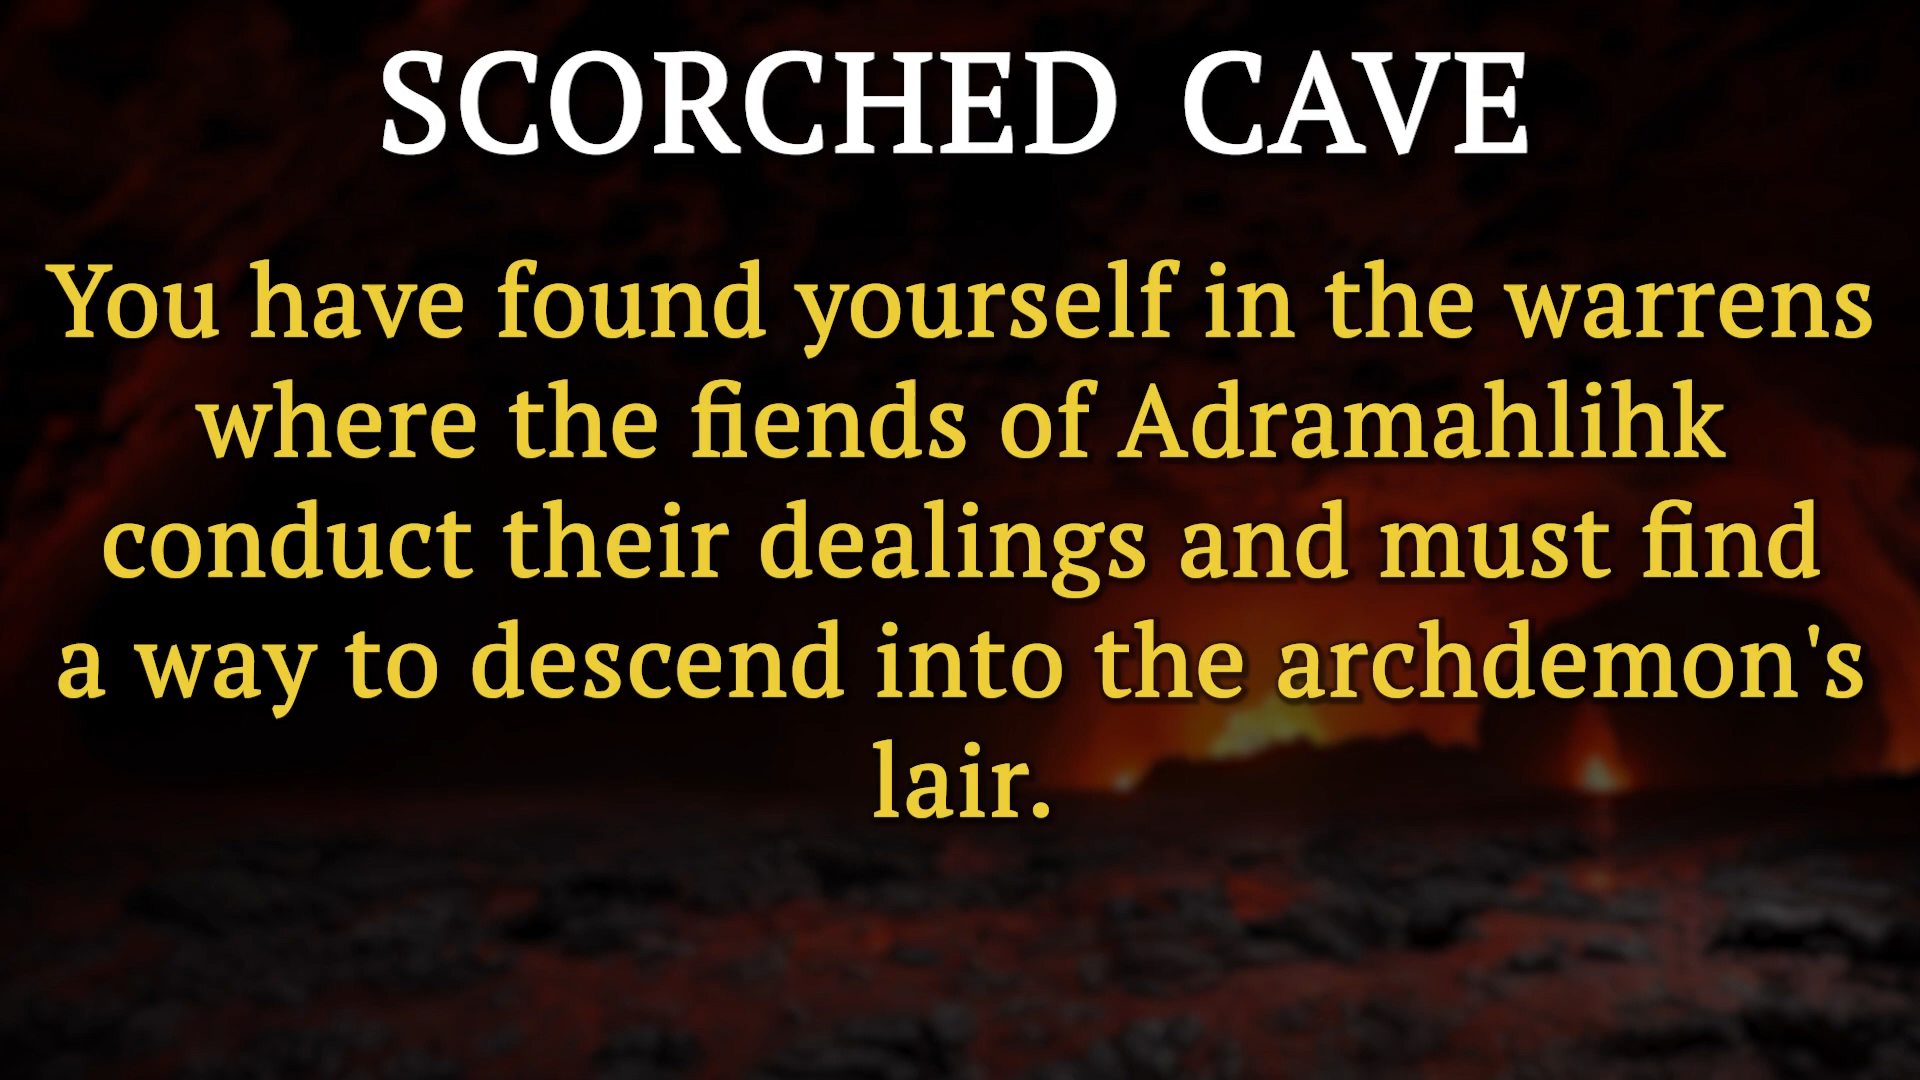 SCORCHED CAVE
You have found yourself in the warrens
where the fiends of Adramahlihk
conduct their dealings and must find
a way to descend into the archdemon's
lair.